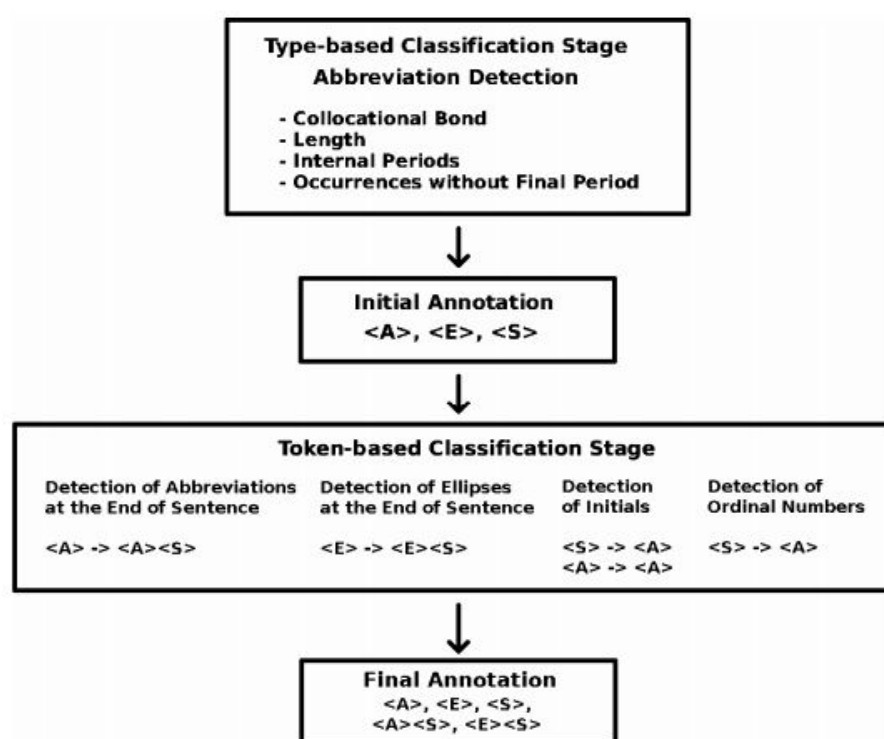 Type-based Classification Stage
Abbreviation Detection
- Collocational Bond
- Length
- Internal Periods
- Occurrences without Final Period
Initial Annotation
<A>, <E>, <S>
Token-based Classification Stage
Detection of Abbreviations
at the End of Sentence
<A> -> <A><S>
Detection of Ellipses
at the End of Sentence
<E> -> <E><S>
Detection
of Initials
<S> -> <A>
<A> -> <A>
Detection of
Ordinal Numbers
<S> -> <A>
Final Annotation
<A>, <E>, <S>,
<A><S>, <E><S>